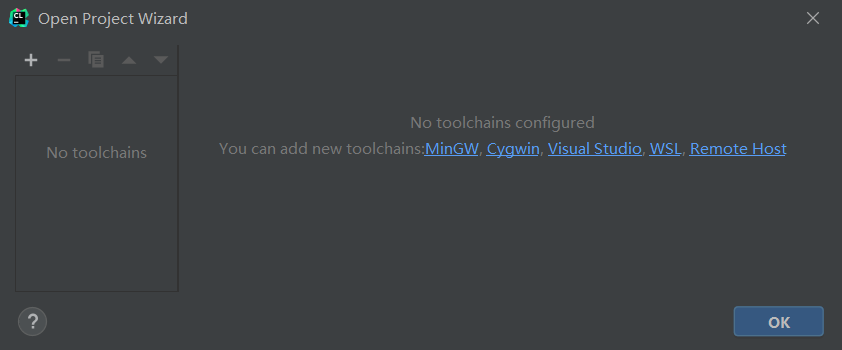 CL Open Project Wizard
No toolchains
No toolchains configured
You can add new toolchains:MinGW, Cygwin, Visual Studio, WSL, Remote Host
?
OK